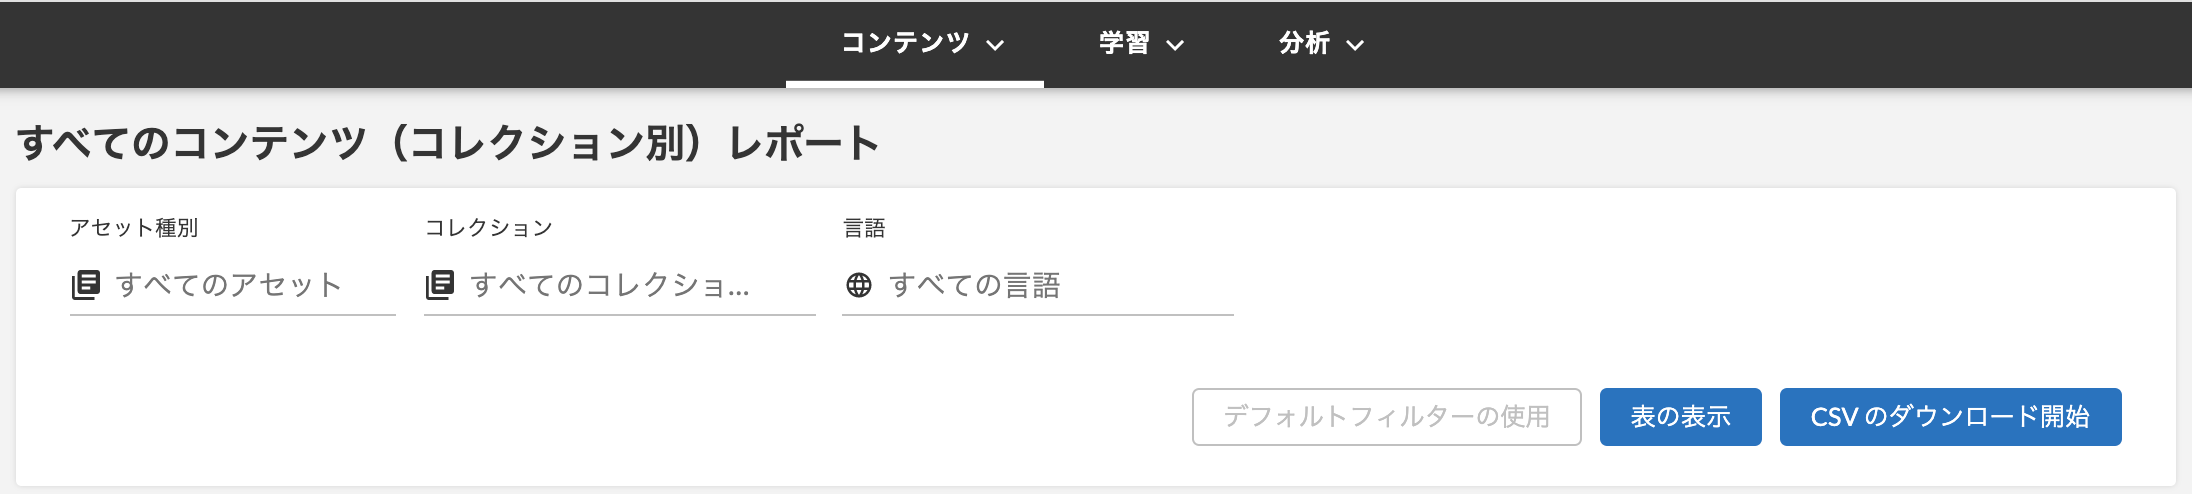 コンテンツ 学習 分析
すべてのコンテンツ（コレクション別）レポート
アセット種別 コレクション 言語
すべてのアセット すべてのコレクショ... すべての言語
デフォルトフィルターの使用 表の表示 CSV のダウンロード開始